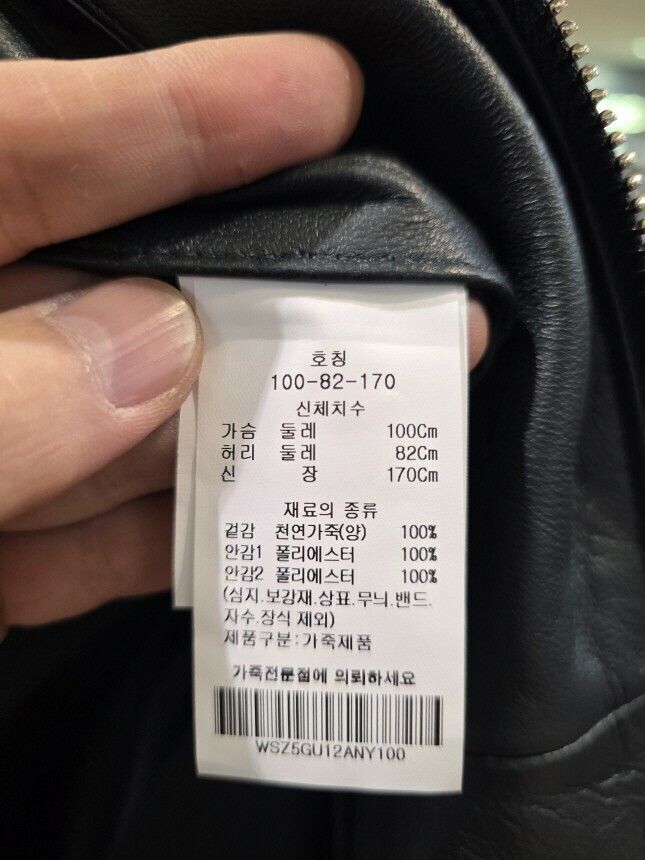 호칭
100-82-170
신체치수
가슴 둘레 100Cm
허리 둘레 82Cm
신 장 170Cm
재료의 종류
겉감 천연가죽(양) 100%
안감1 폴리에스터 100%
안감2 폴리에스터 100%
(심지.보강재.상표.무늬.밴드.
자수.장식 제외)
제품구분:가죽제품
가죽전문점에 의뢰하세요
WSZ5GU12ANY100